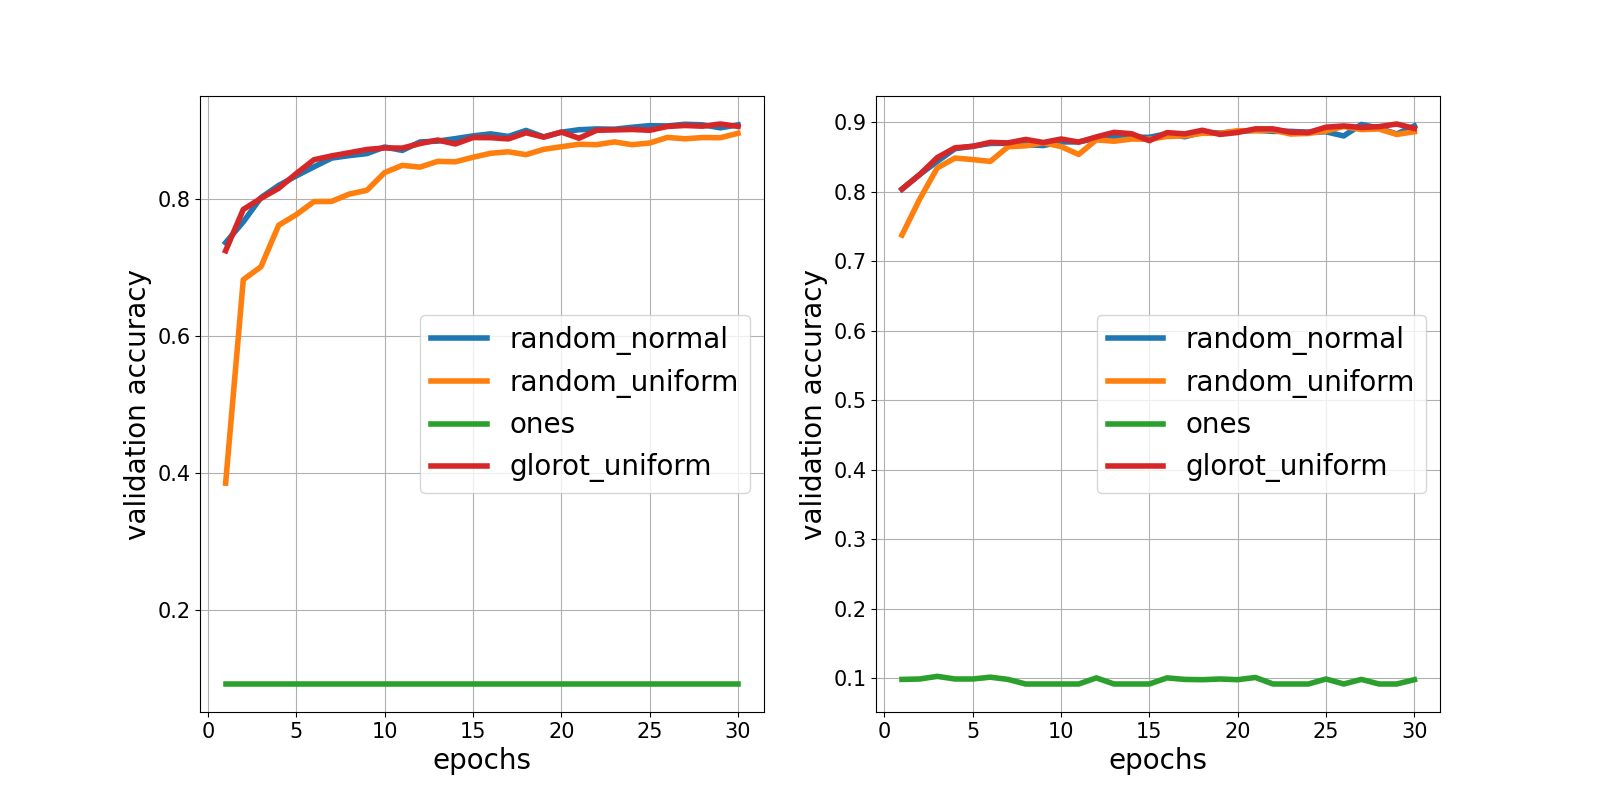 validation accuracy
0.8
0.6
0.4
0.2
random_normal
random_uniform
ones
glorot_uniform
0 5 10 15 20 25 30
epochs
validation accuracy
0.9
0.8
0.7
0.6
0.5
0.4
0.3
0.2
0.1
random_normal
random_uniform
ones
glorot_uniform
0 5 10 15 20 25 30
epochs